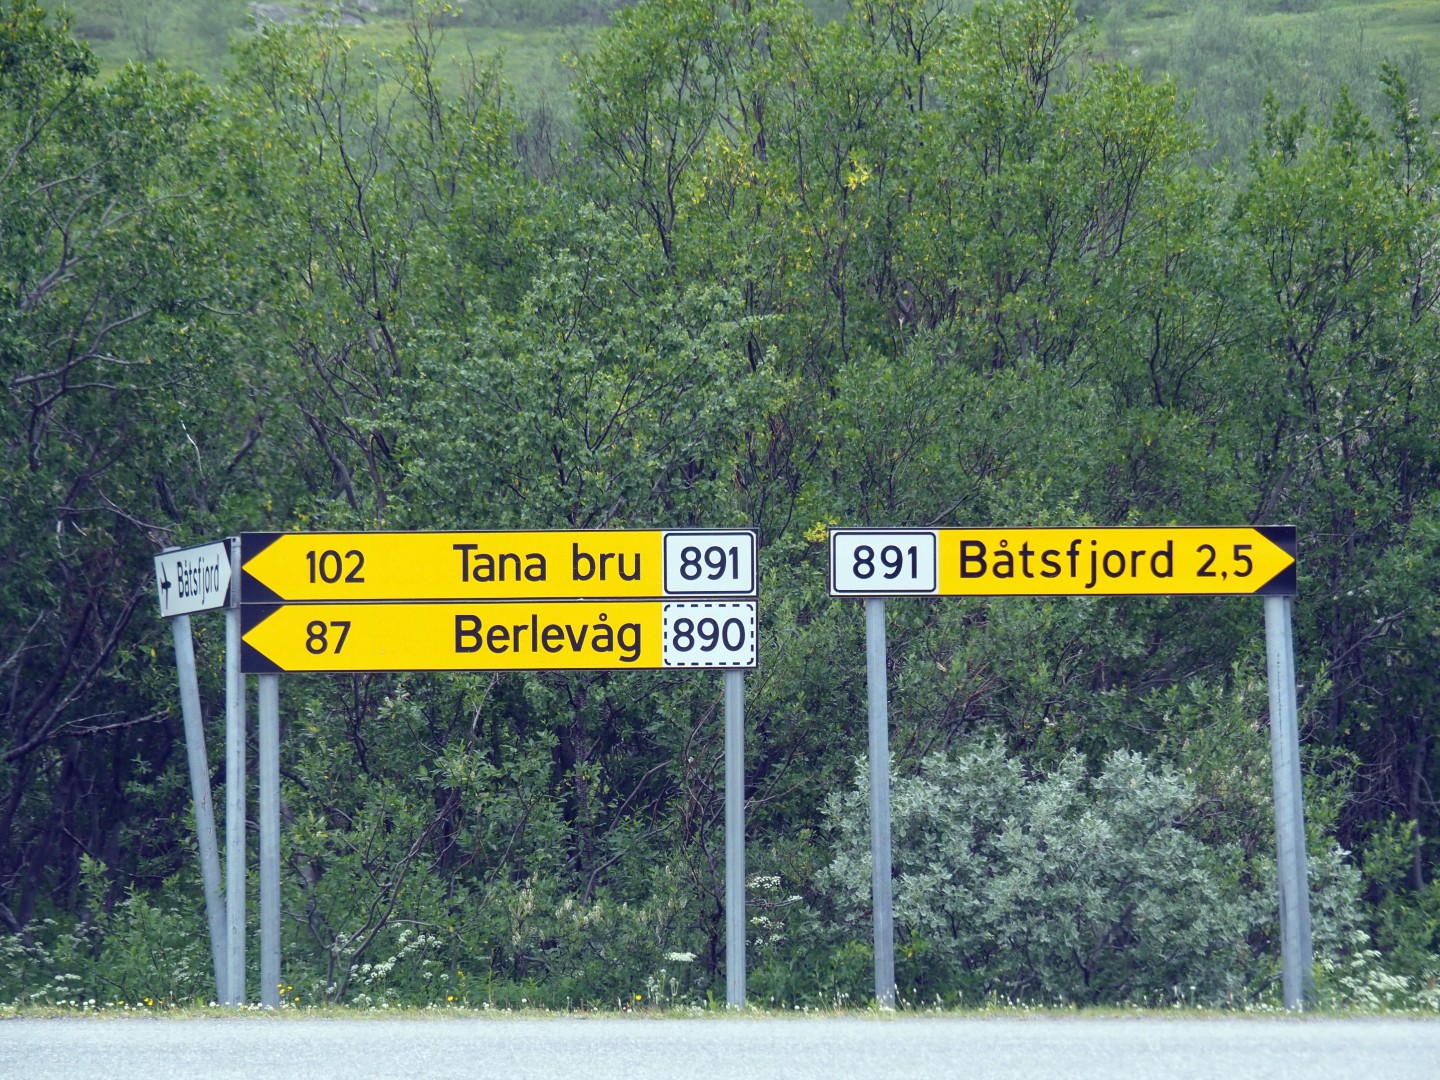 Båtsfjord
102 Tana bru 891
87 Berlevåg 890
891 Båtsfjord 2,5